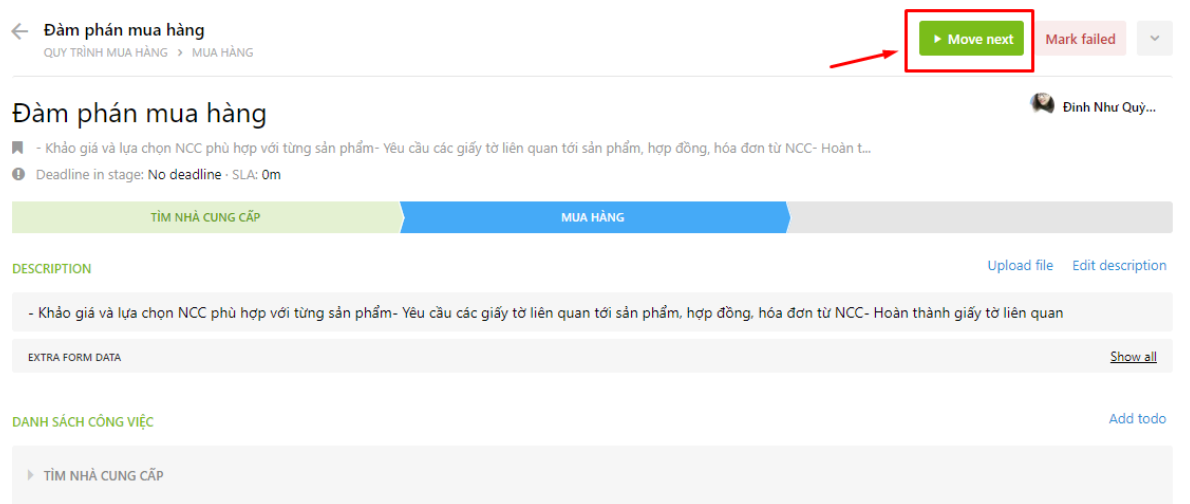 Đàm phán mua hàng
QUY TRÌNH MUA HÀNG > MUA HÀNG
Move next
Mark failed
Đàm phán mua hàng
Đinh Như Quỳ...
- Khảo giá và lựa chọn NCC phù hợp với từng sản phẩm- Yêu cầu các giấy tờ liên quan tới sản phẩm, hợp đồng, hóa đơn từ NCC- Hoàn t...
Deadline in stage: No deadline · SLA: 0m
TÌM NHÀ CUNG CẤP
MUA HÀNG
DESCRIPTION
Upload file
Edit description
- Khảo giá và lựa chọn NCC phù hợp với từng sản phẩm- Yêu cầu các giấy tờ liên quan tới sản phẩm, hợp đồng, hóa đơn từ NCC- Hoàn thành giấy tờ liên quan
EXTRA FORM DATA
Show all
DANH SÁCH CÔNG VIỆC
Add todo
TÌM NHÀ CUNG CẤP